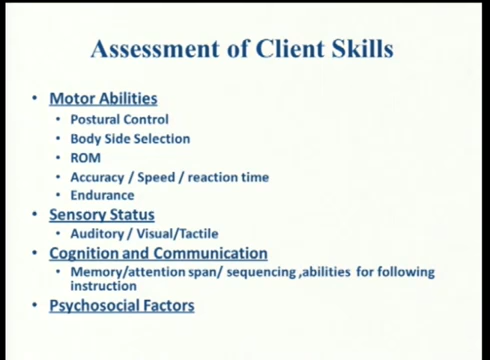 Assessment of Client Skills
• Motor Abilities
• Postural Control
• Body Side Selection
• ROM
• Accuracy / Speed / reaction time
• Endurance
• Sensory Status
• Auditory / Visual/Tactile
• Cognition and Communication
• Memory/attention span/ sequencing ,abilities for following
instruction
• Psychosocial Factors